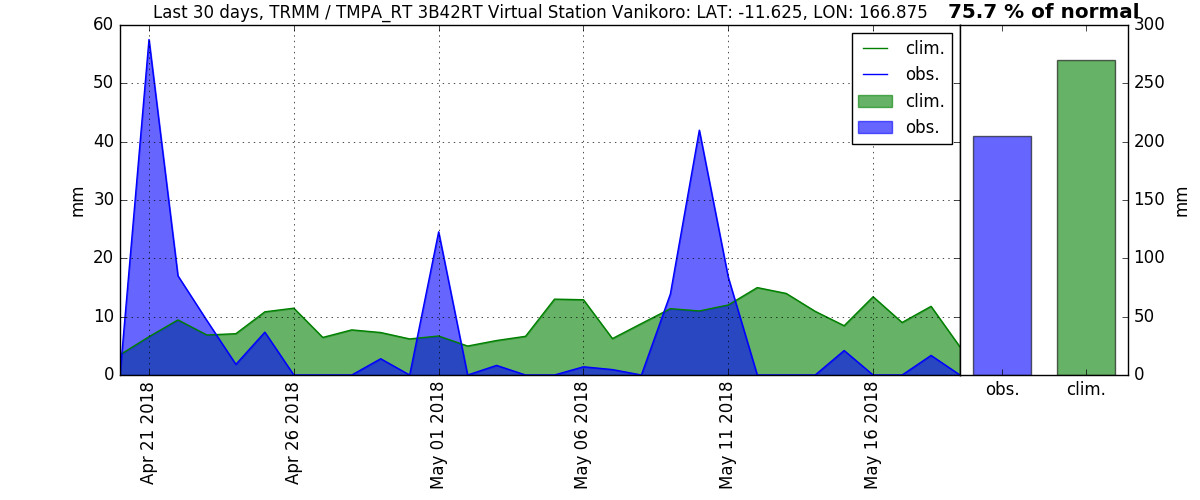 Last 30 days, TRMM / TMPA_RT 3B42RT Virtual Station Vanikoro: LAT: -11.625, LON: 166.875
75.7 % of normal
60
50
40
30
20
10
0
mm
clim.
obs.
clim.
obs.
300
250
200
150
100
50
0
mm
obs.
clim.
Apr 21 2018
Apr 26 2018
May 01 2018
May 06 2018
May 11 2018
May 16 2018